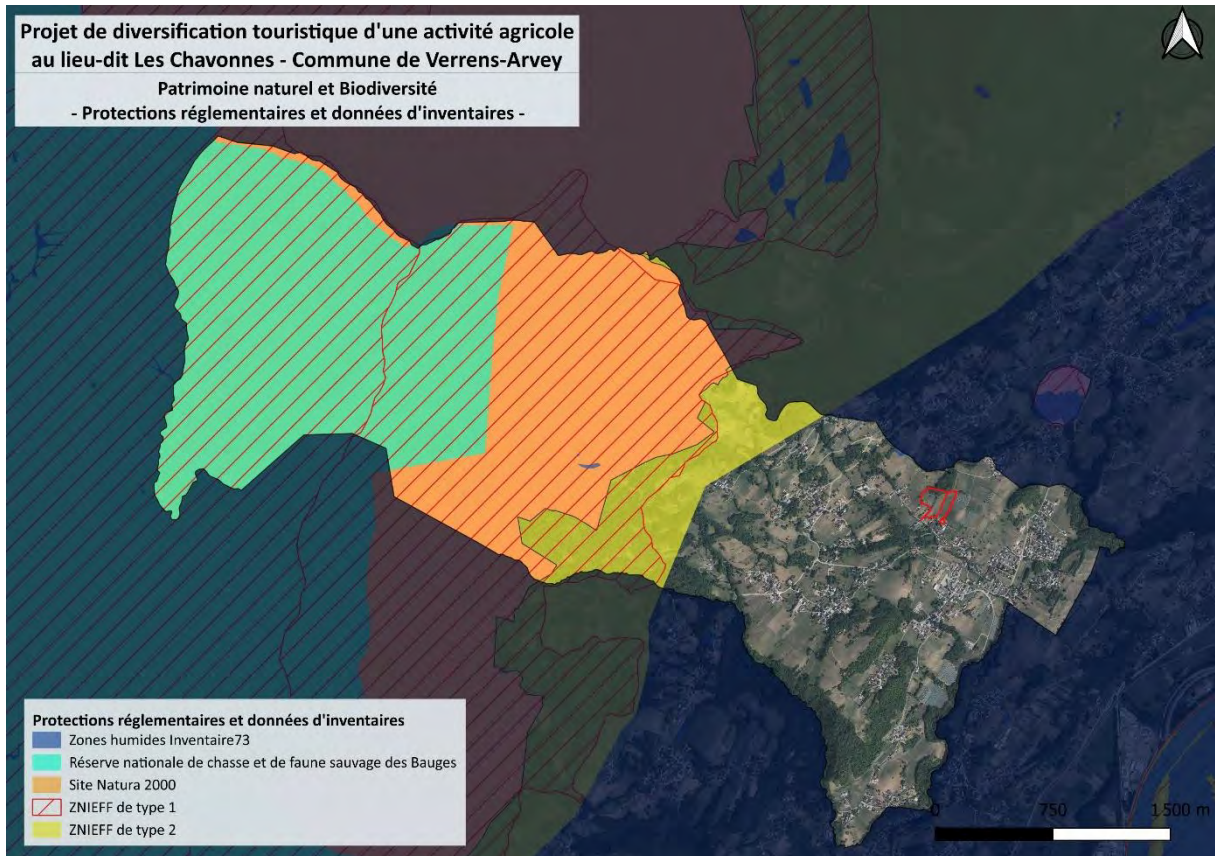 Projet de diversification touristique d'une activité agricole
au lieu-dit Les Chavonnes - Commune de Verrens-Arvey
Patrimoine naturel et Biodiversité
- Protections réglementaires et données d'inventaires -
Protections réglementaires et données d'inventaires
Zones humides Inventaire73
Réserve nationale de chasse et de faune sauvage des Bauges
Site Natura 2000
ZNIEFF de type 1
ZNIEFF de type 2
0 750 1 500 m